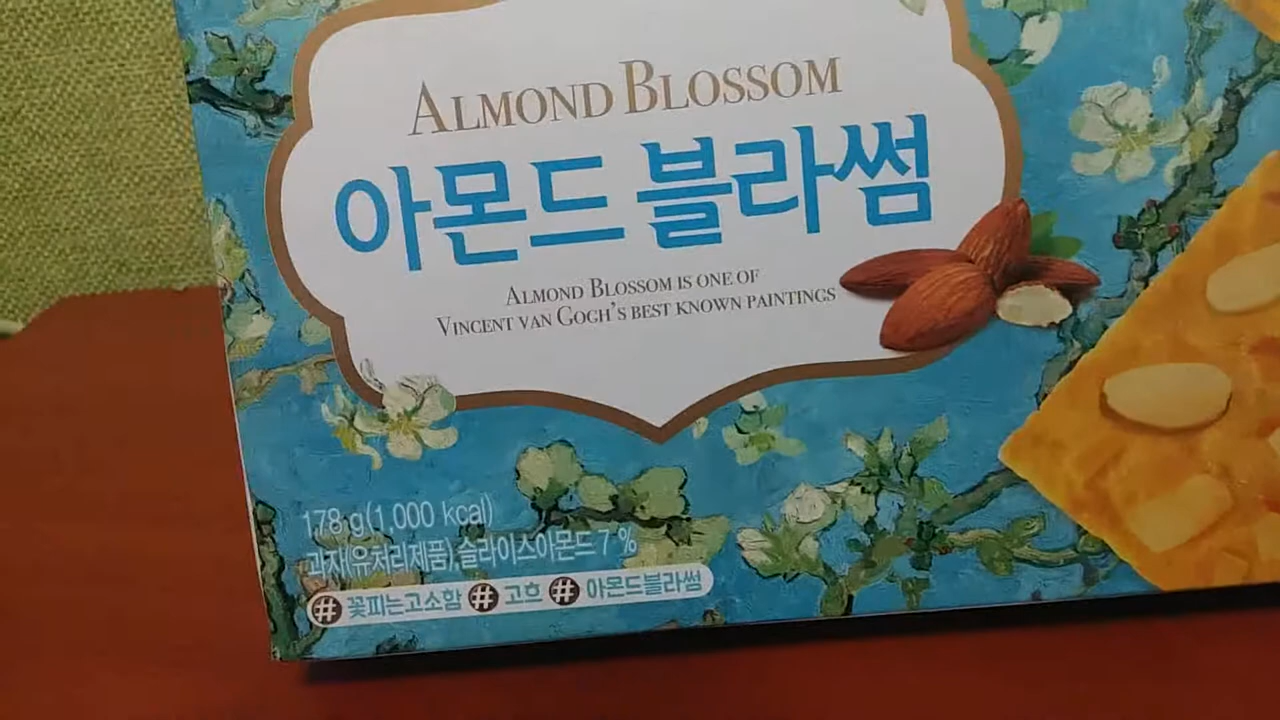 ALMOND BLOSSOM
아몬드 블라썸
ALMOND BLOSSOM IS ONE OF
VINCENT VAN GOGH'S BEST KNOWN PAINTINGS
178 g(1,000 kcal)
과자(유처리제품),슬라이스아몬드 7 %
# 꽃피는고소함 # 고흐 # 아몬드블라썸